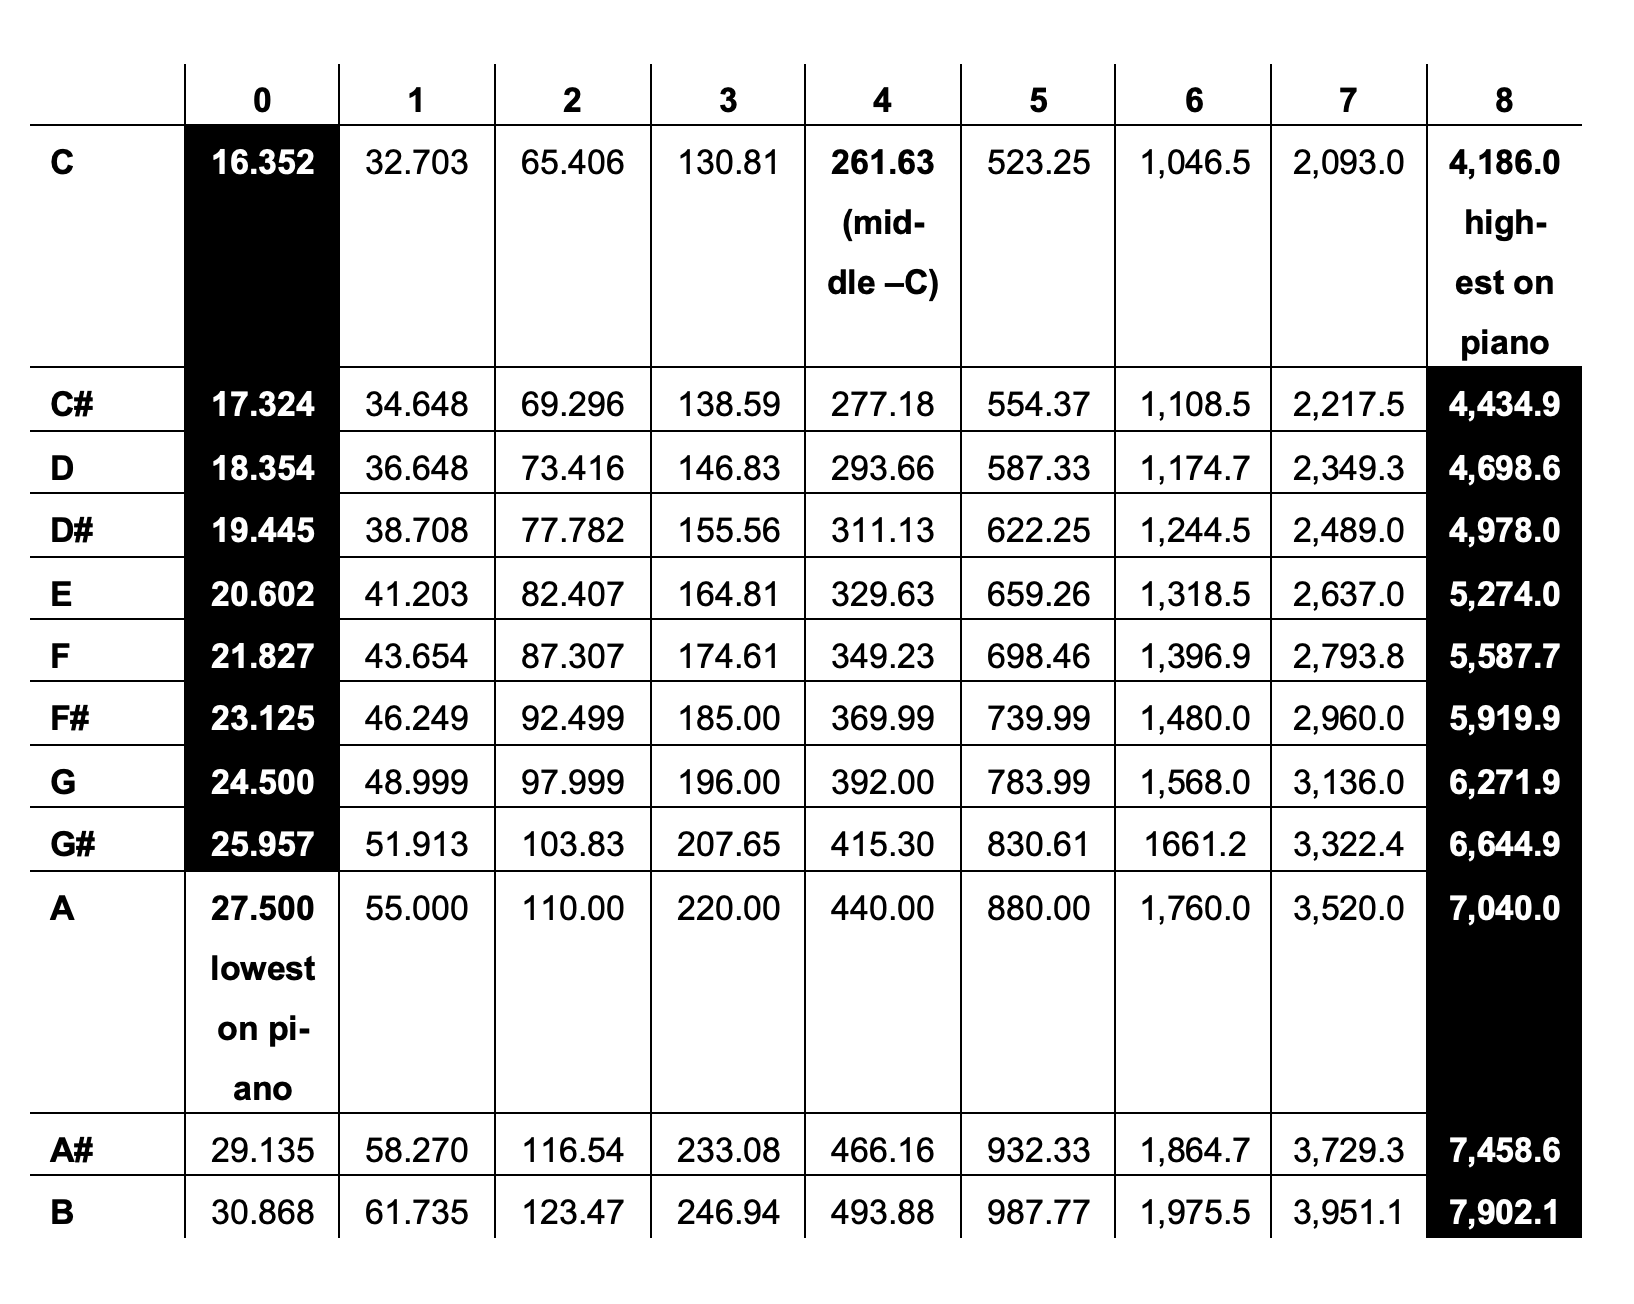 0 1 2 3 4 5 6 7 8
C 16.352 32.703 65.406 130.81 261.63 523.25 1,046.5 2,093.0 4,186.0
(mid- high-
dle –C) est on
piano
C# 17.324 34.648 69.296 138.59 277.18 554.37 1,108.5 2,217.5 4,434.9
D 18.354 36.648 73.416 146.83 293.66 587.33 1,174.7 2,349.3 4,698.6
D# 19.445 38.708 77.782 155.56 311.13 622.25 1,244.5 2,489.0 4,978.0
E 20.602 41.203 82.407 164.81 329.63 659.26 1,318.5 2,637.0 5,274.0
F 21.827 43.654 87.307 174.61 349.23 698.46 1,396.9 2,793.8 5,587.7
F# 23.125 46.249 92.499 185.00 369.99 739.99 1,480.0 2,960.0 5,919.9
G 24.500 48.999 97.999 196.00 392.00 783.99 1,568.0 3,136.0 6,271.9
G# 25.957 51.913 103.83 207.65 415.30 830.61 1661.2 3,322.4 6,644.9
A 27.500 55.000 110.00 220.00 440.00 880.00 1,760.0 3,520.0 7,040.0
lowest
on pi-
ano
A# 29.135 58.270 116.54 233.08 466.16 932.33 1,864.7 3,729.3 7,458.6
B 30.868 61.735 123.47 246.94 493.88 987.77 1,975.5 3,951.1 7,902.1